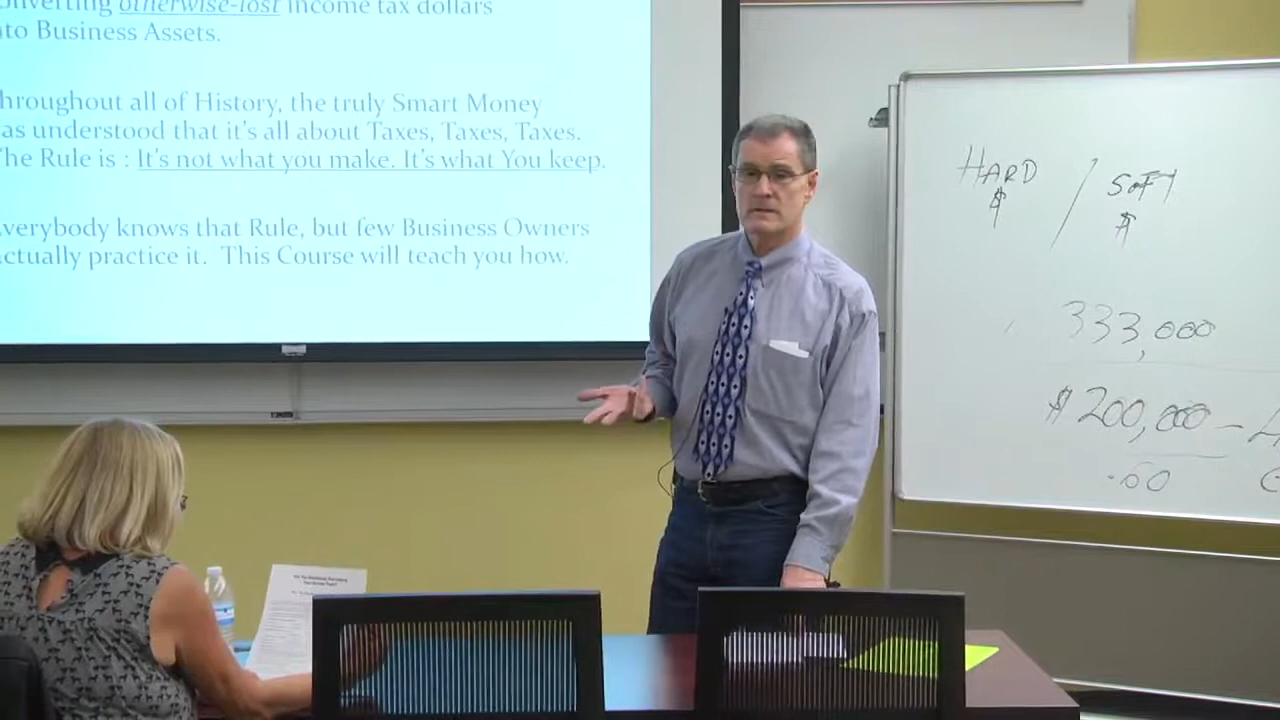 onverting otherwise-lost income tax dollars
nto Business Assets.
hroughout all of History, the truly Smart Money
as understood that it's all about Taxes, Taxes, Taxes.
The Rule is : It's not what you make. It's what You keep.
verybody knows that Rule, but few Business Owners
actually practice it. This Course will teach you how.
HARD / SOFT
$ $
333,000
$200,000 -
.60